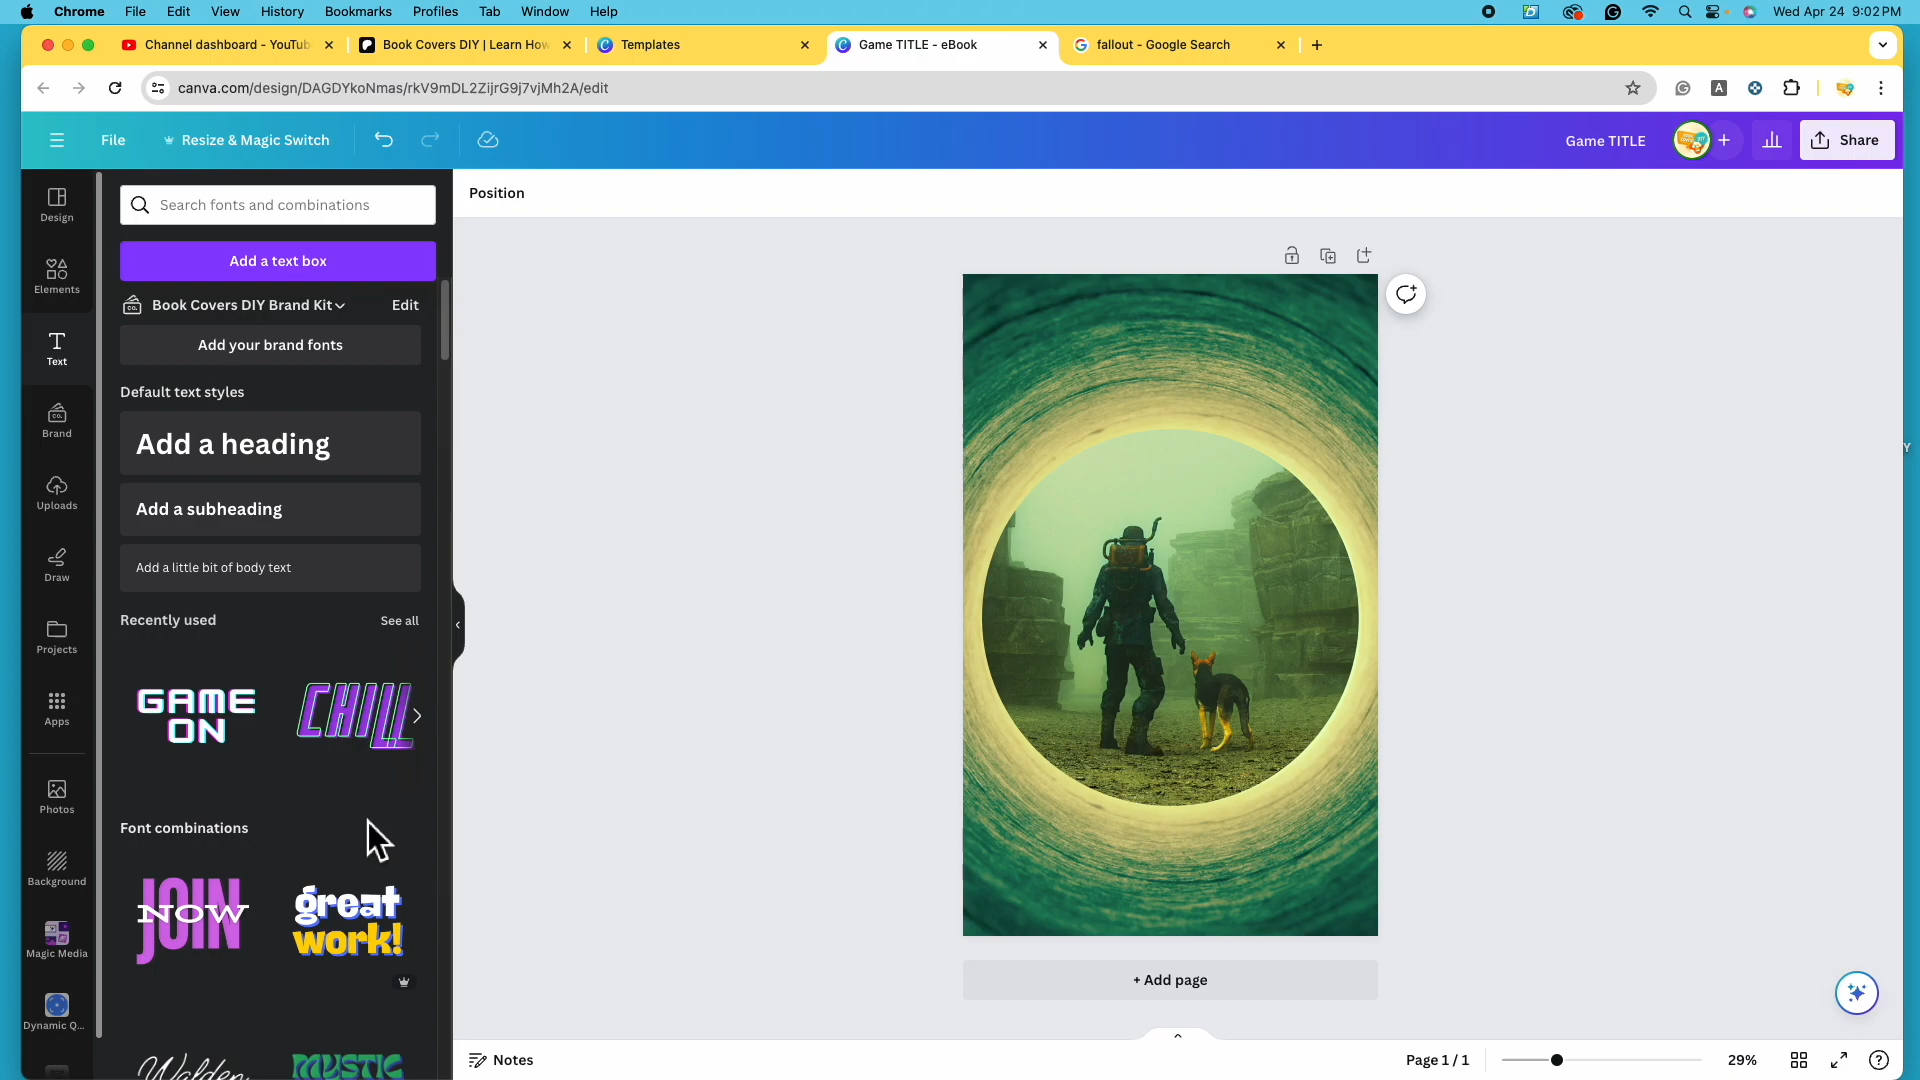 Chrome File Edit View History Bookmarks Profiles Tab Window Help Wed Apr 24 9:02 PM
Channel dashboard - YouTub Book Covers DIY | Learn How Templates Game TITLE - eBook fallout - Google Search
canva.com/design/DAGDYkoNmas/rkV9mDL2ZijrG9j7vjMh2A/edit
File Resize & Magic Switch Game TITLE Share
Position
Design
Elements
Text
Brand
Uploads
Draw
Projects
Apps
Photos
Background
Magic Media
Dynamic Q...
Search fonts and combinations
Add a text box
Book Covers DIY Brand Kit Edit
Add your brand fonts
Default text styles
Add a heading
Add a subheading
Add a little bit of body text
Recently used See all
GAME
ON
CHILL
Font combinations
JOIN
NOW
great
work!
Walden
MYSTIC
+ Add page
Notes Page 1 / 1 29%